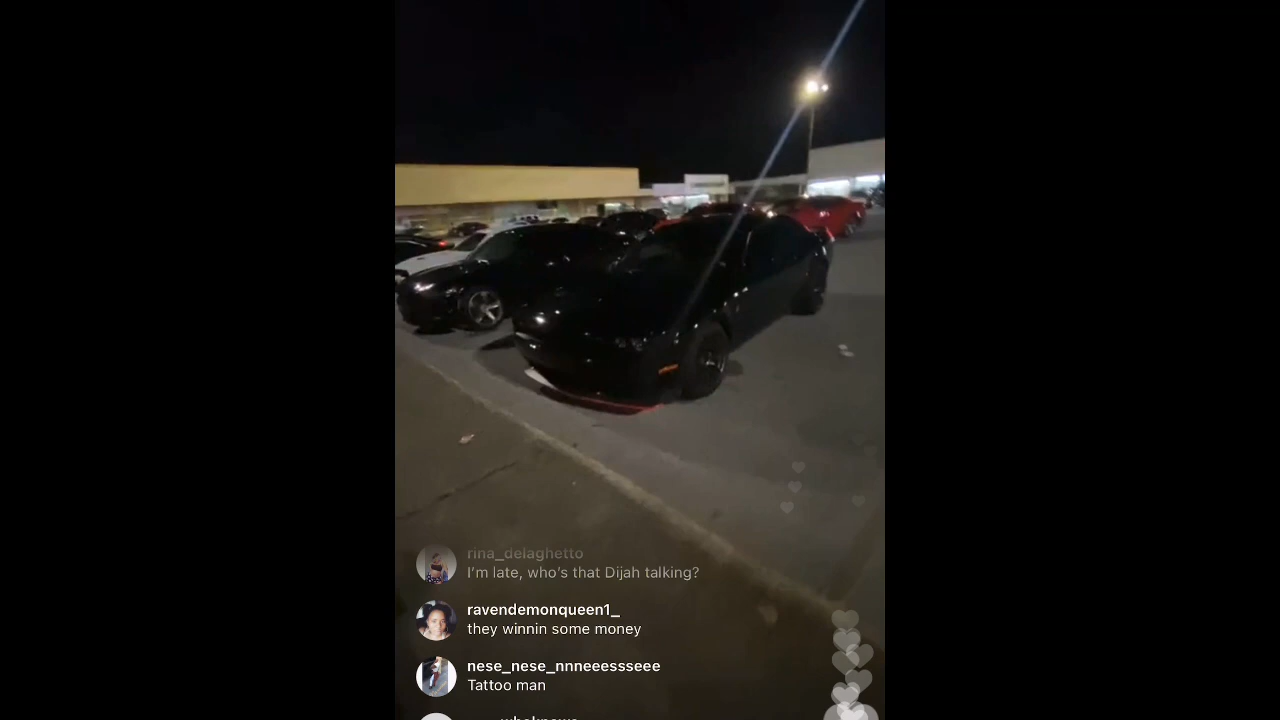 rina_delaghetto
I'm late, who's that Dijah talking?
ravendemonqueen1_
they winnin some money
nese_nese_nnneeessseee
Tattoo man